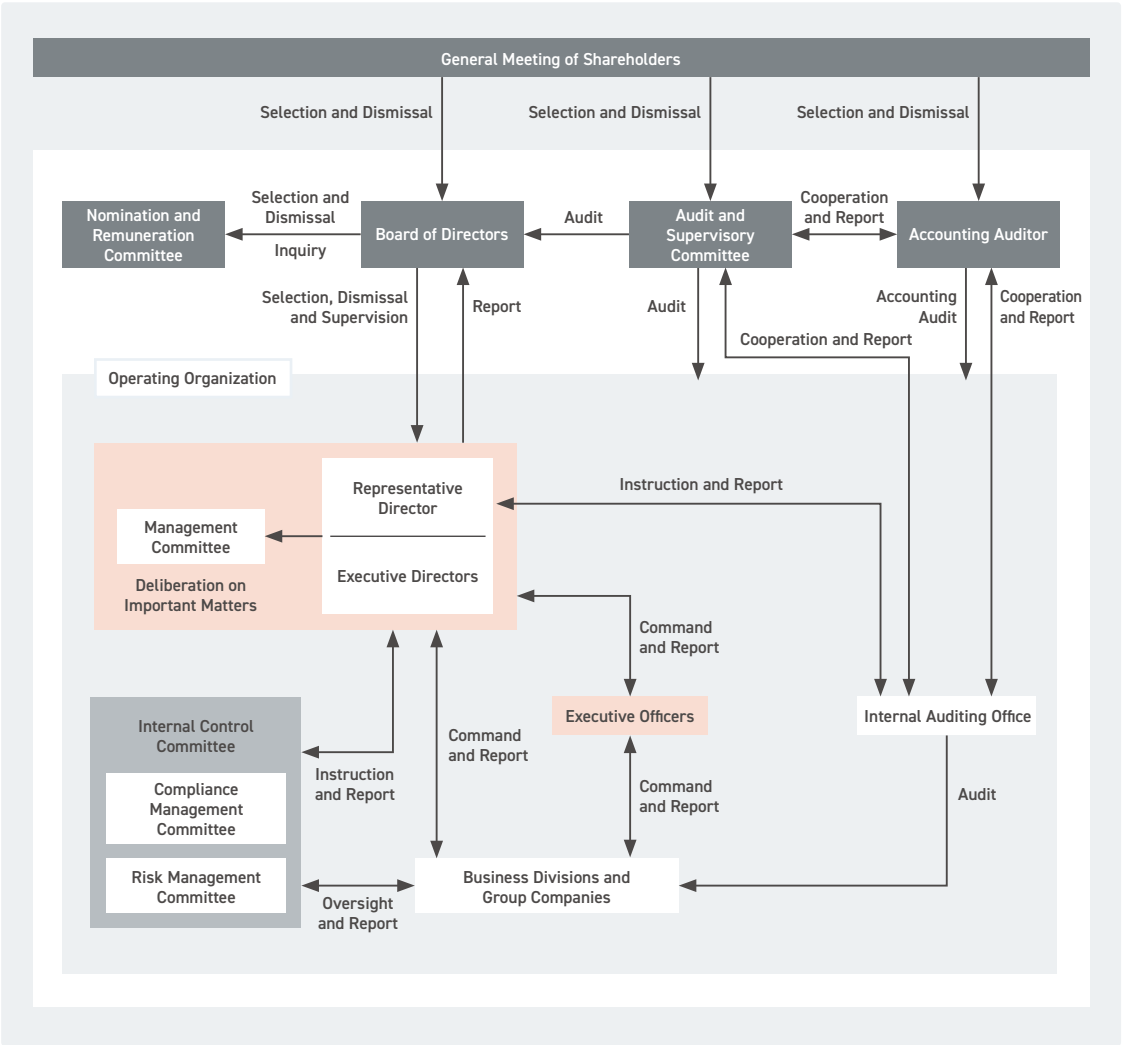 General Meeting of Shareholders
Selection and Dismissal
Selection and Dismissal
Selection and Dismissal
Nomination and
Remuneration
Committee
Selection and
Dismissal
Inquiry
Board of Directors
Audit
Audit and
Supervisory
Committee
Cooperation
and Report
Accounting Auditor
Selection, Dismissal
and Supervision
Report
Audit
Cooperation and Report
Accounting
Audit
Cooperation
and Report
Operating Organization
Representative
Director
Executive Directors
Management
Committee
Deliberation on
Important Matters
Instruction and Report
Command
and Report
Executive Officers
Internal Auditing Office
Internal Control
Committee
Compliance
Management
Committee
Risk Management
Committee
Instruction
and Report
Command
and Report
Command
and Report
Audit
Oversight
and Report
Business Divisions and
Group Companies